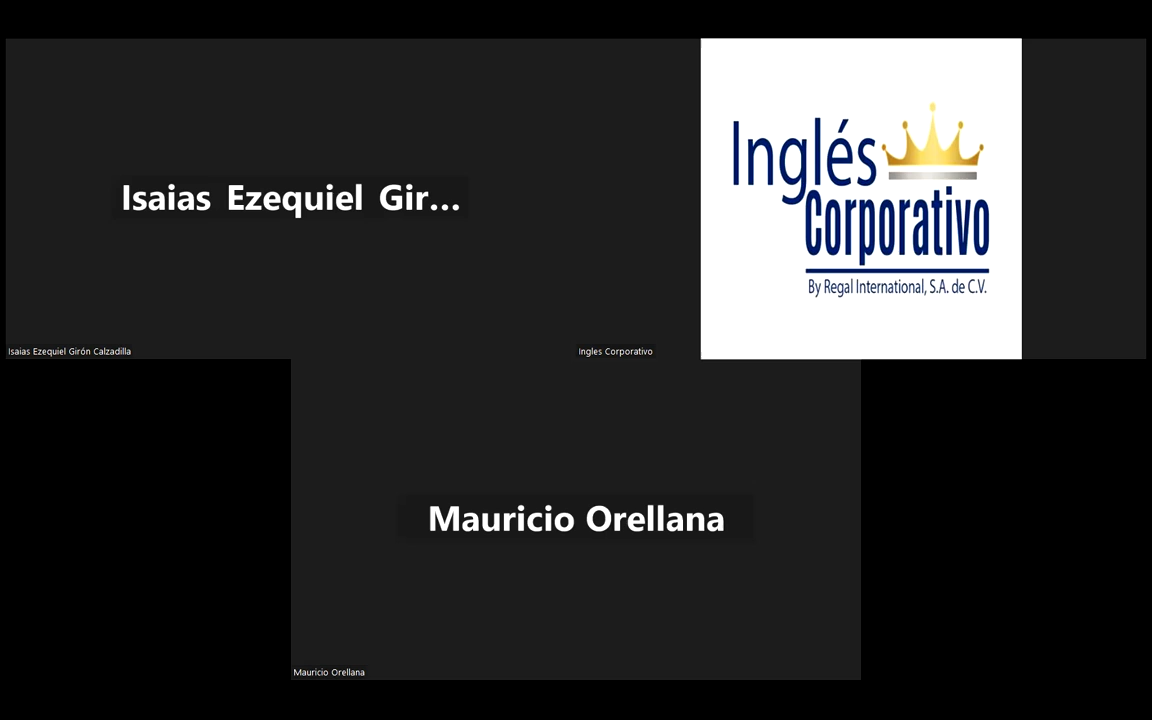 Isaias Ezequiel Gir...
Inglés
Corporativo
By Regal International, S.A. de C.V.
Isaias Ezequiel Girón Calzadilla
Ingles Corporativo
Mauricio Orellana
Mauricio Orellana